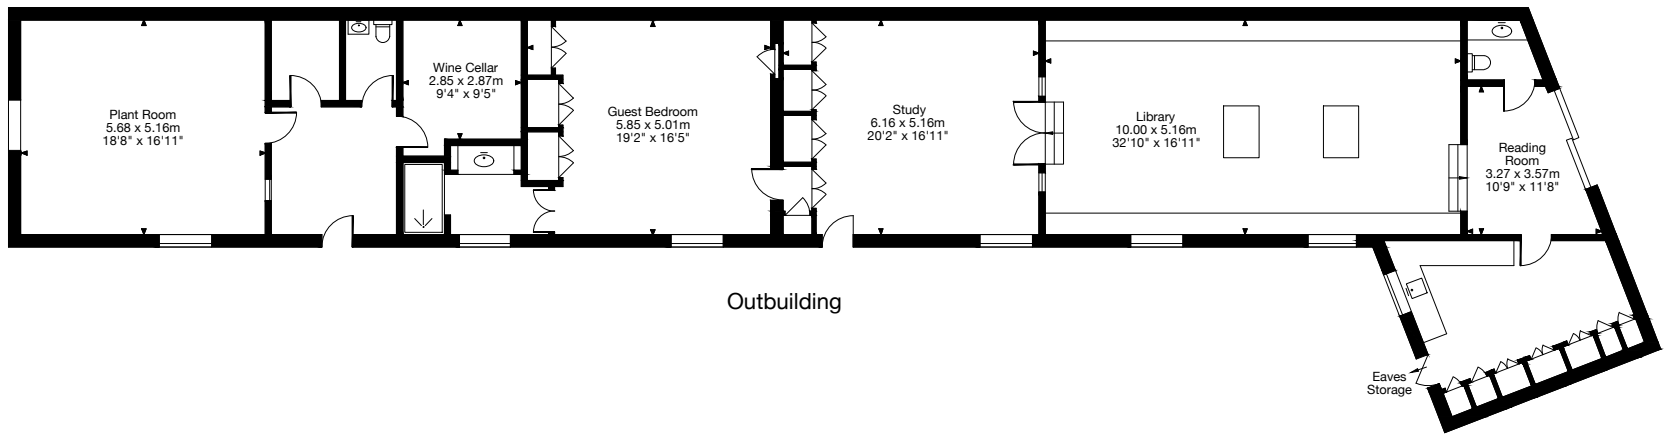 Plant Room
5.68 x 5.16m
18'8" x 16'11"
Wine Cellar
2.85 x 2.87m
9'4" x 9'5"
Guest Bedroom
5.85 x 5.01m
19'2" x 16'5"
Study
6.16 x 5.16m
20'2" x 16'11"
Library
10.00 x 5.16m
32'10" x 16'11"
Reading
Room
3.27 x 3.57m
10'9" x 11'8"
Eaves
Storage
Outbuilding